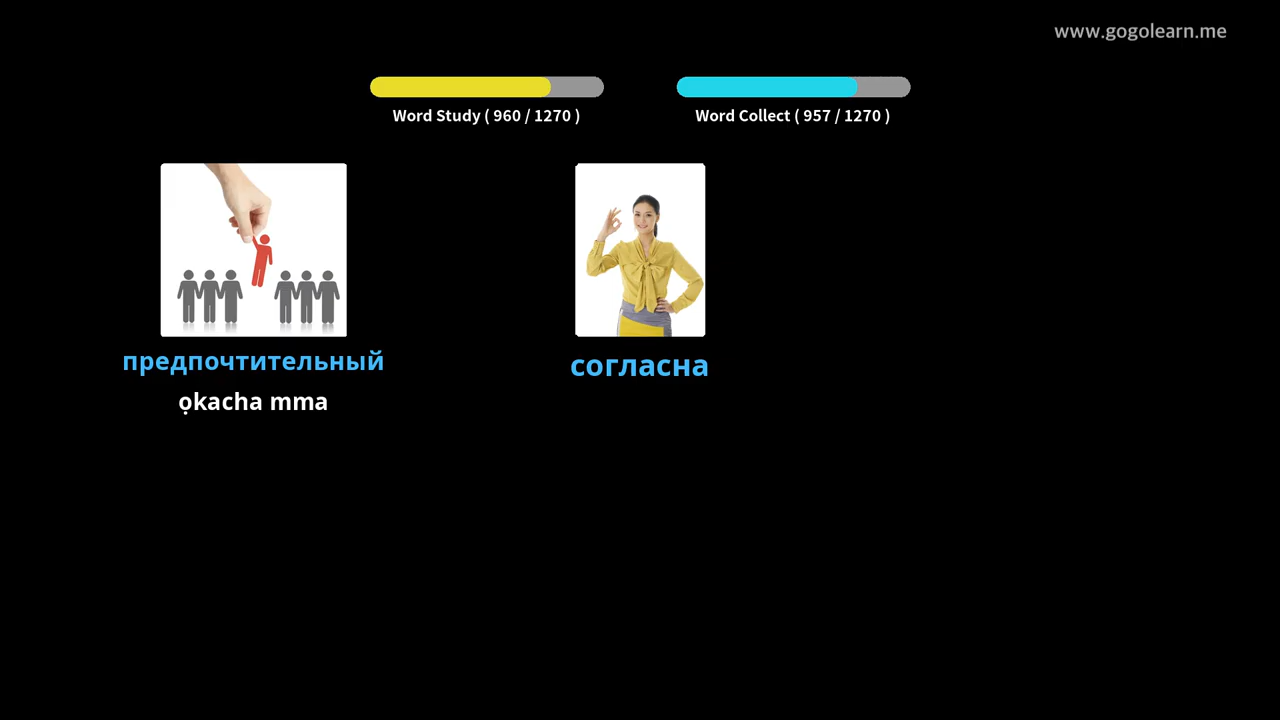 www.gogolearn.me
Word Study ( 960 / 1270 )
Word Collect ( 957 / 1270 )
предпочтительный
ọkacha mma
согласна